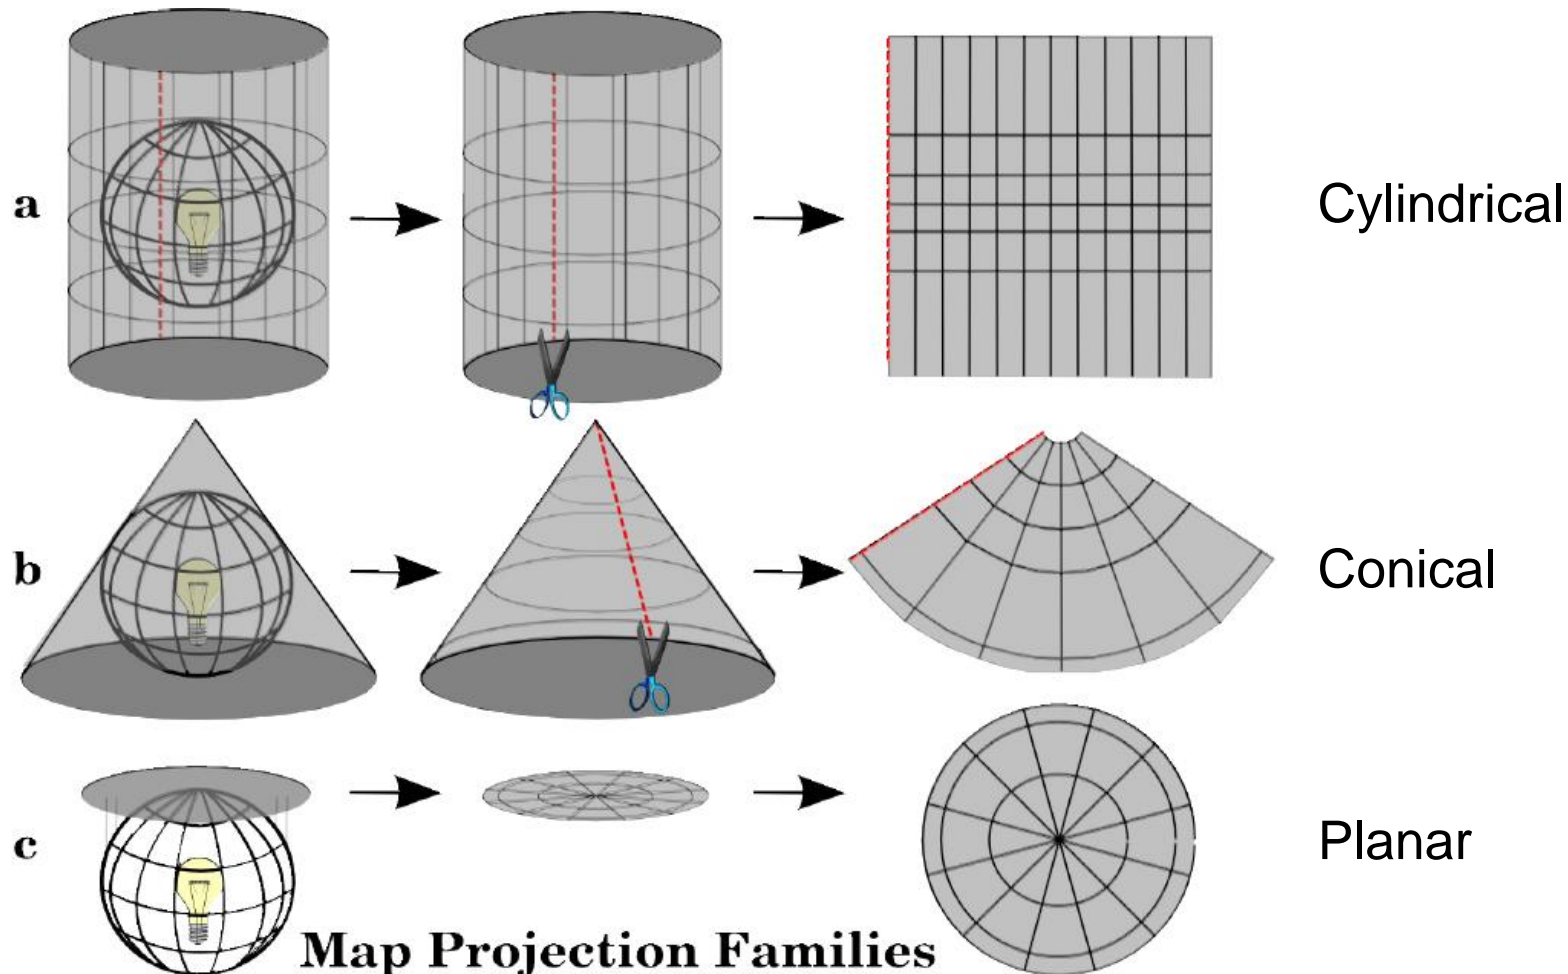 a
Cylindrical
b
Conical
c
Planar
Map Projection Families